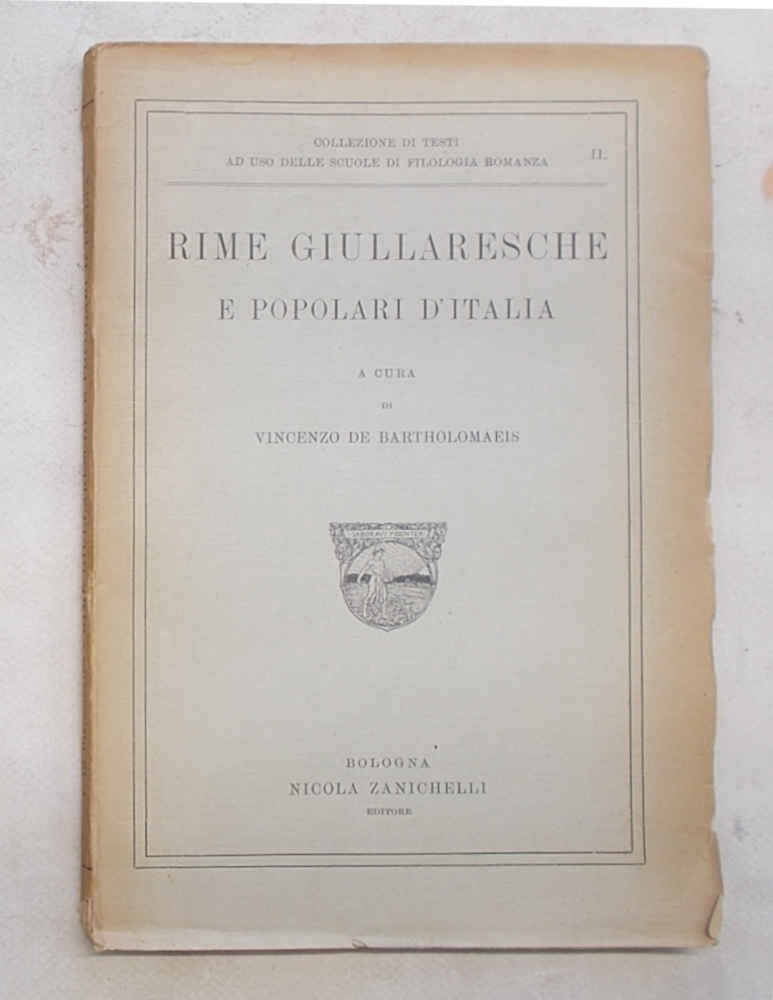 COLLEZIONE DI TESTI
AD USO DELLE SCUOLE DI FILOLOGIA ROMANZA
II.
RIME GIULLARESCHE
E POPOLARI D'ITALIA
A CURA
DI
VINCENZO DE BARTHOLOMAEIS
BOLOGNA
NICOLA ZANICHELLI
EDITORE